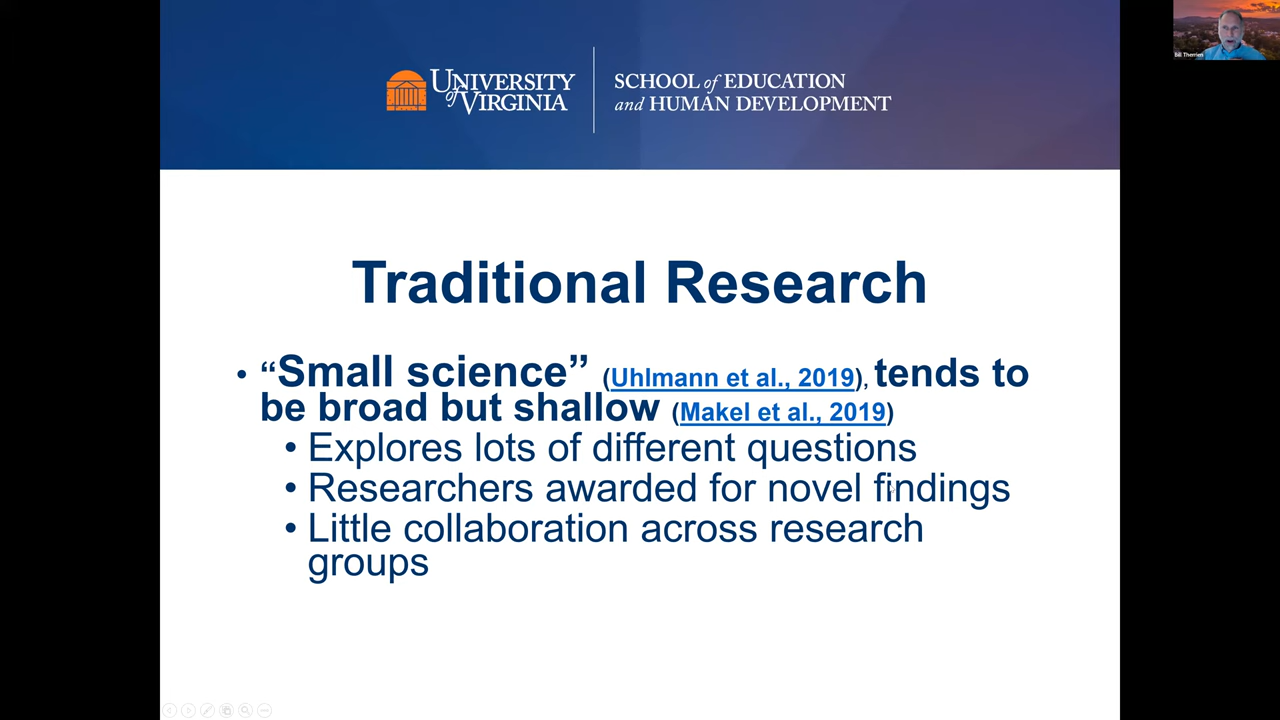 UNIVERSITY of VIRGINIA
SCHOOL of EDUCATION
and HUMAN DEVELOPMENT
Bill Therrien
Traditional Research
• “Small science” (Uhlmann et al., 2019), tends to
be broad but shallow (Makel et al., 2019)
• Explores lots of different questions
• Researchers awarded for novel findings
• Little collaboration across research
groups